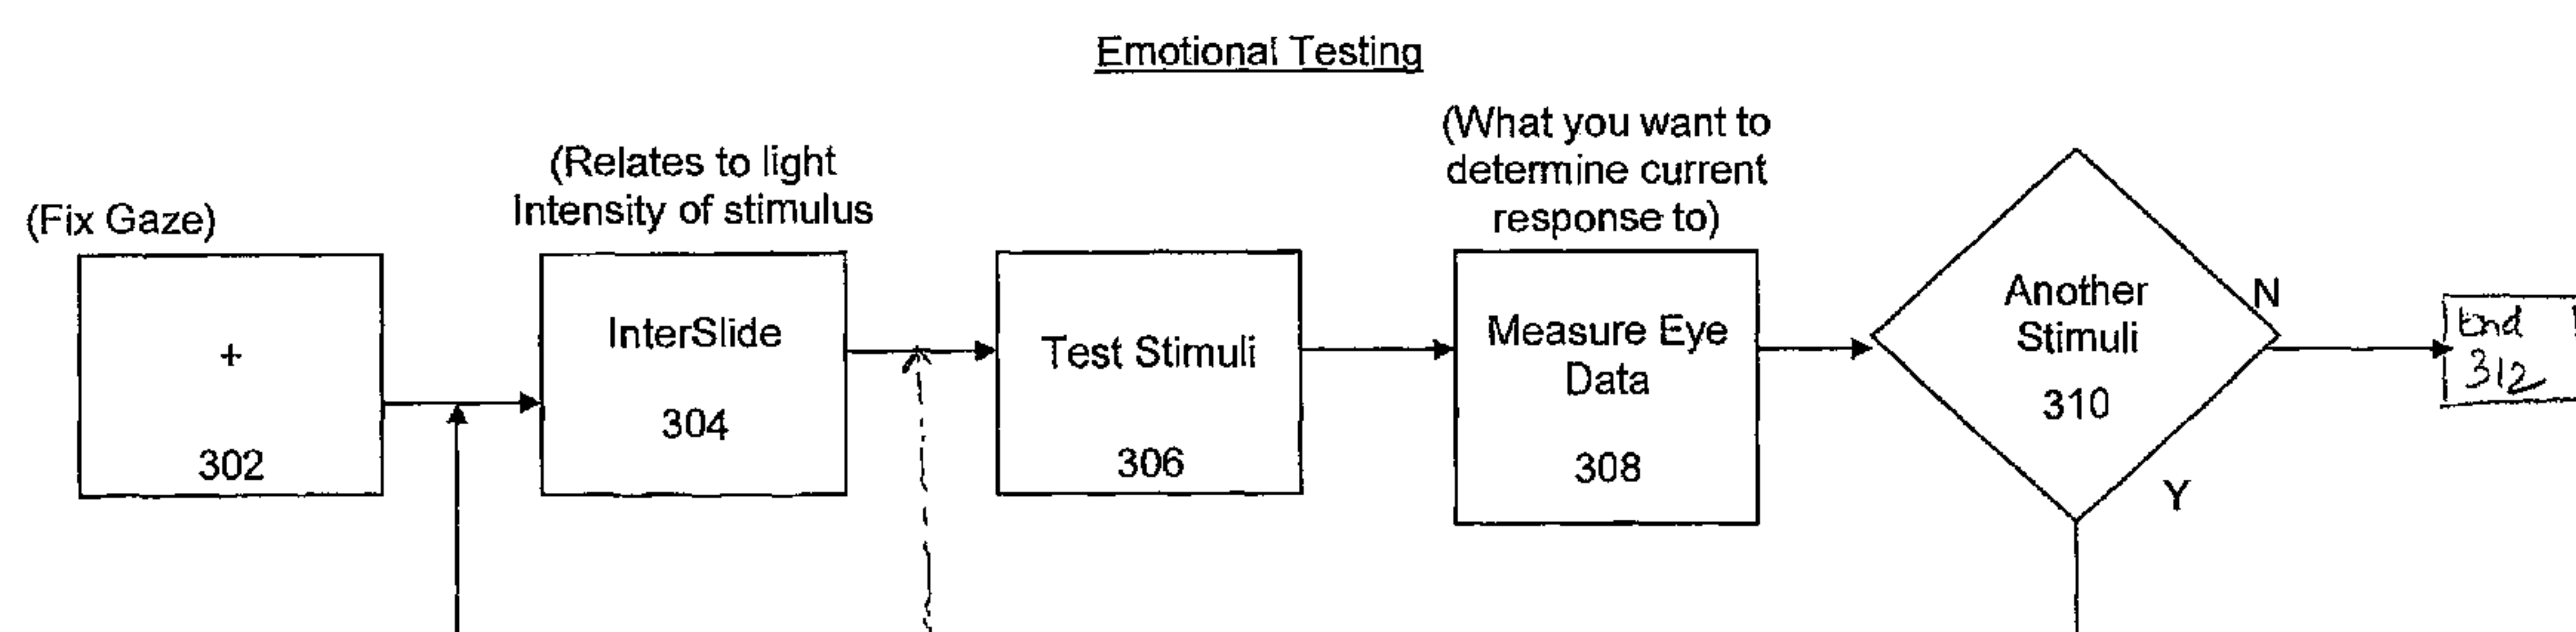 Emotional Testing
(Fix Gaze)
+
302
(Relates to light
Intensity of stimulus
InterSlide
304
Test Stimuli
306
(What you want to
determine current
response to)
Measure Eye
Data
308
Another
Stimuli
310
N
Y
End
312